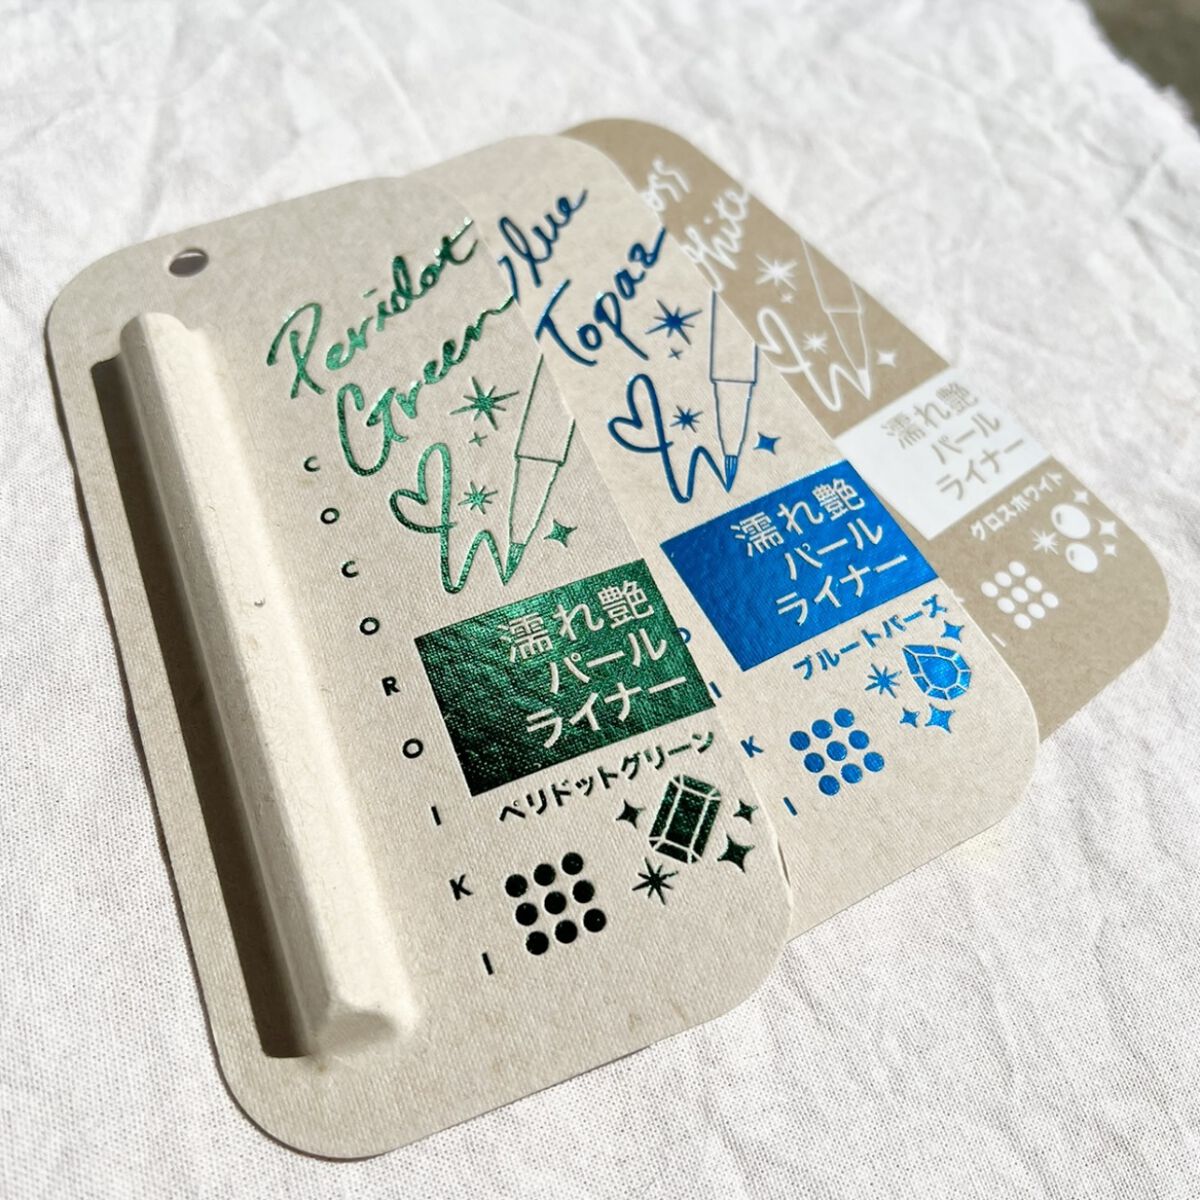 Peridot
Green
COCOROIKII
濡れ艶
パール
ライナー
ペリドットグリーン
Blue
Topaz
濡れ艶
パール
ライナー
ブルートパーズ
K
I
White
濡れ艶
パール
ライナー
グロスホワイト